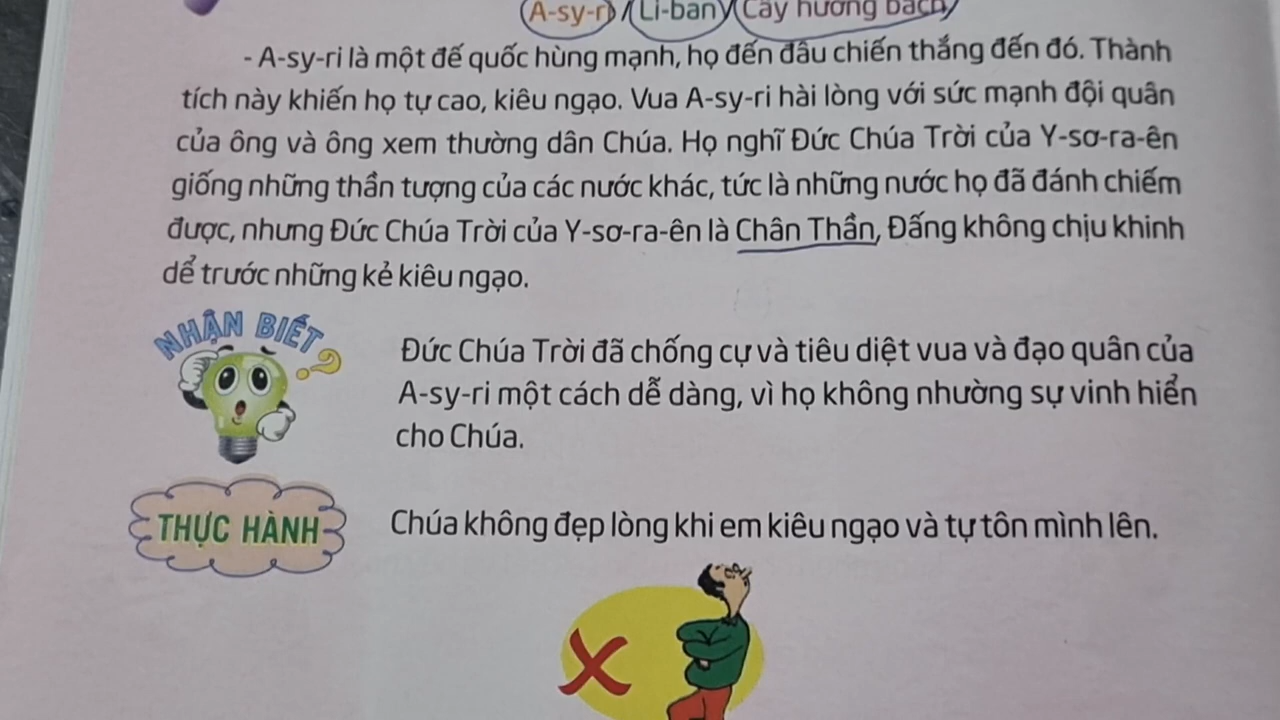 A-sy-ri / Li-ban / Cây hương bách /
- A-sy-ri là một đế quốc hùng mạnh, họ đến đâu chiến thắng đến đó. Thành
tích này khiến họ tự cao, kiêu ngạo. Vua A-sy-ri hài lòng với sức mạnh đội quân
của ông và ông xem thường dân Chúa. Họ nghĩ Đức Chúa Trời của Y-sơ-ra-ên
giống những thần tượng của các nước khác, tức là những nước họ đã đánh chiếm
được, nhưng Đức Chúa Trời của Y-sơ-ra-ên là Chân Thần, Đấng không chịu khinh
dể trước những kẻ kiêu ngạo.
NHẬN BIẾT ?
Đức Chúa Trời đã chống cự và tiêu diệt vua và đạo quân của
A-sy-ri một cách dễ dàng, vì họ không nhường sự vinh hiển
cho Chúa.
THỰC HÀNH
Chúa không đẹp lòng khi em kiêu ngạo và tự tôn mình lên.